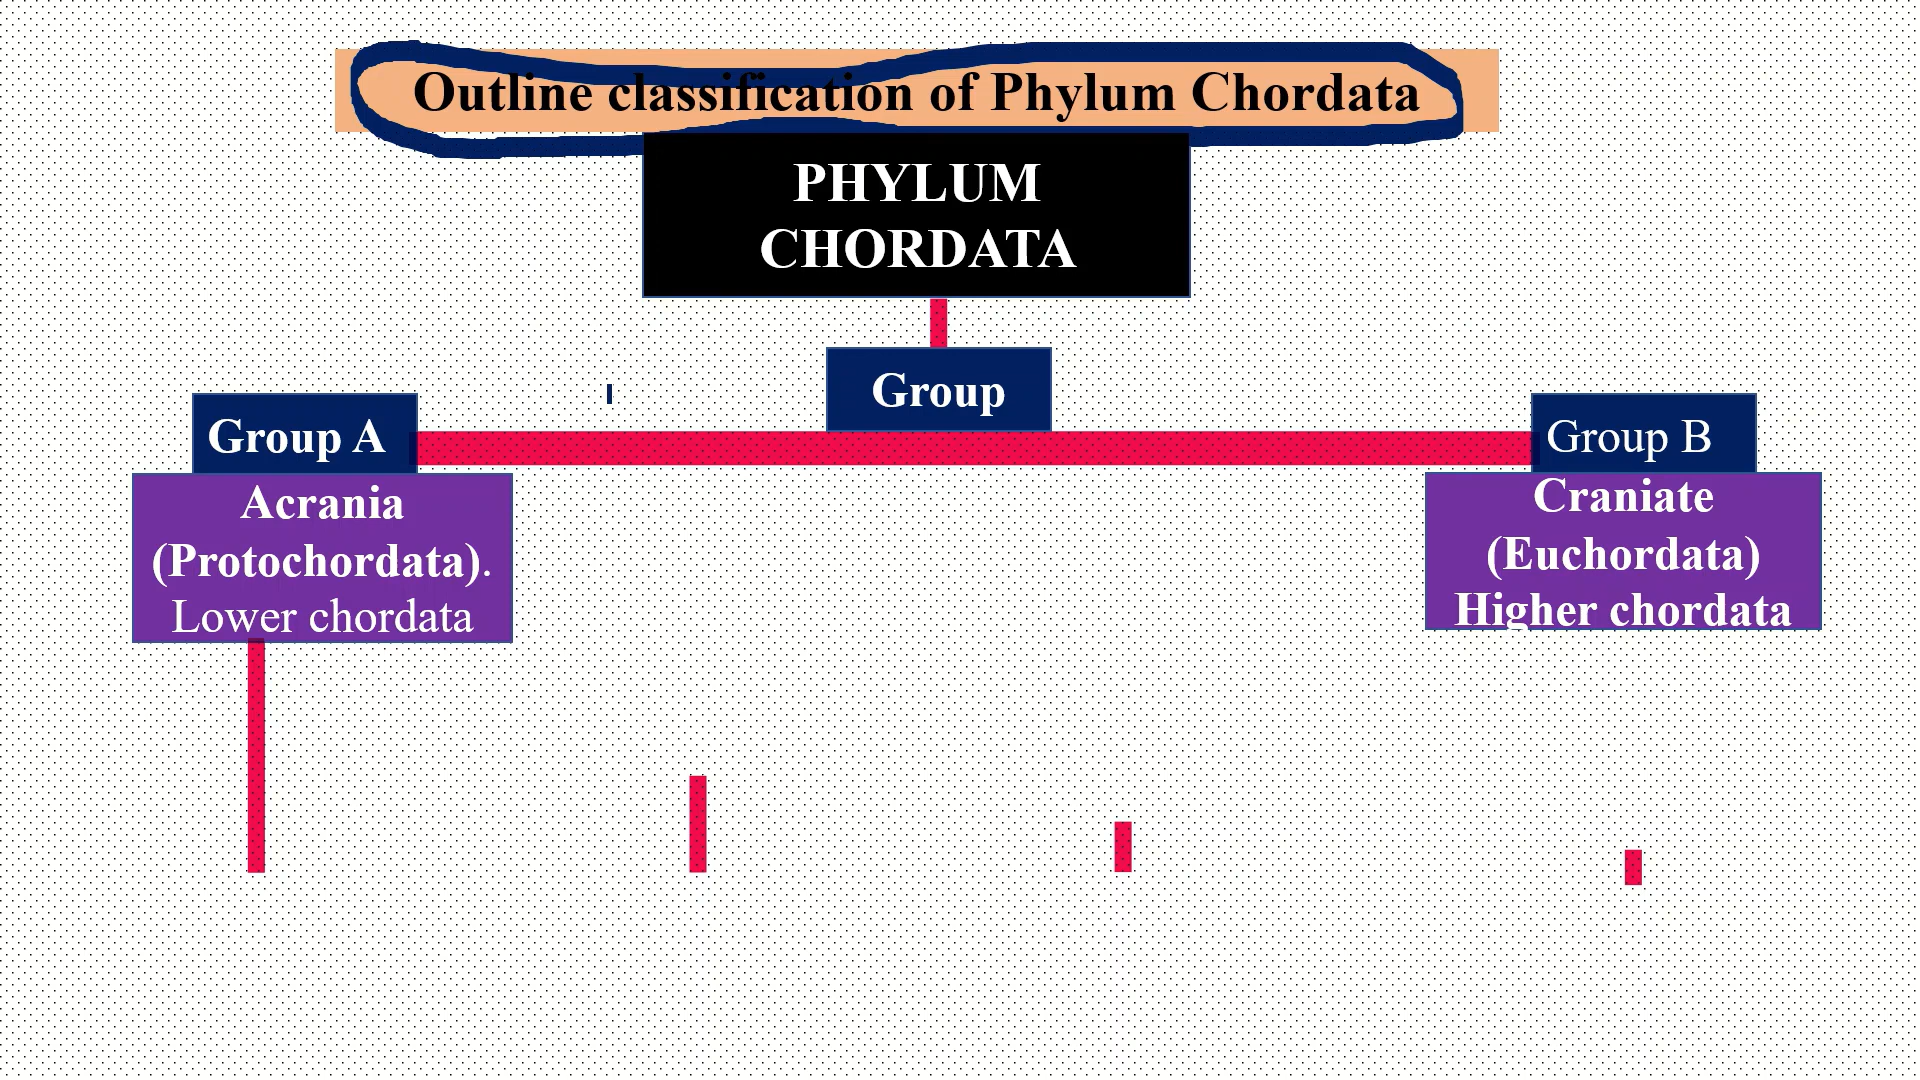 Outline classification of Phylum Chordata
PHYLUM
CHORDATA
Group
Group A
Group B
Acrania
(Protochordata).
Lower chordata
Craniate
(Euchordata)
Higher chordata